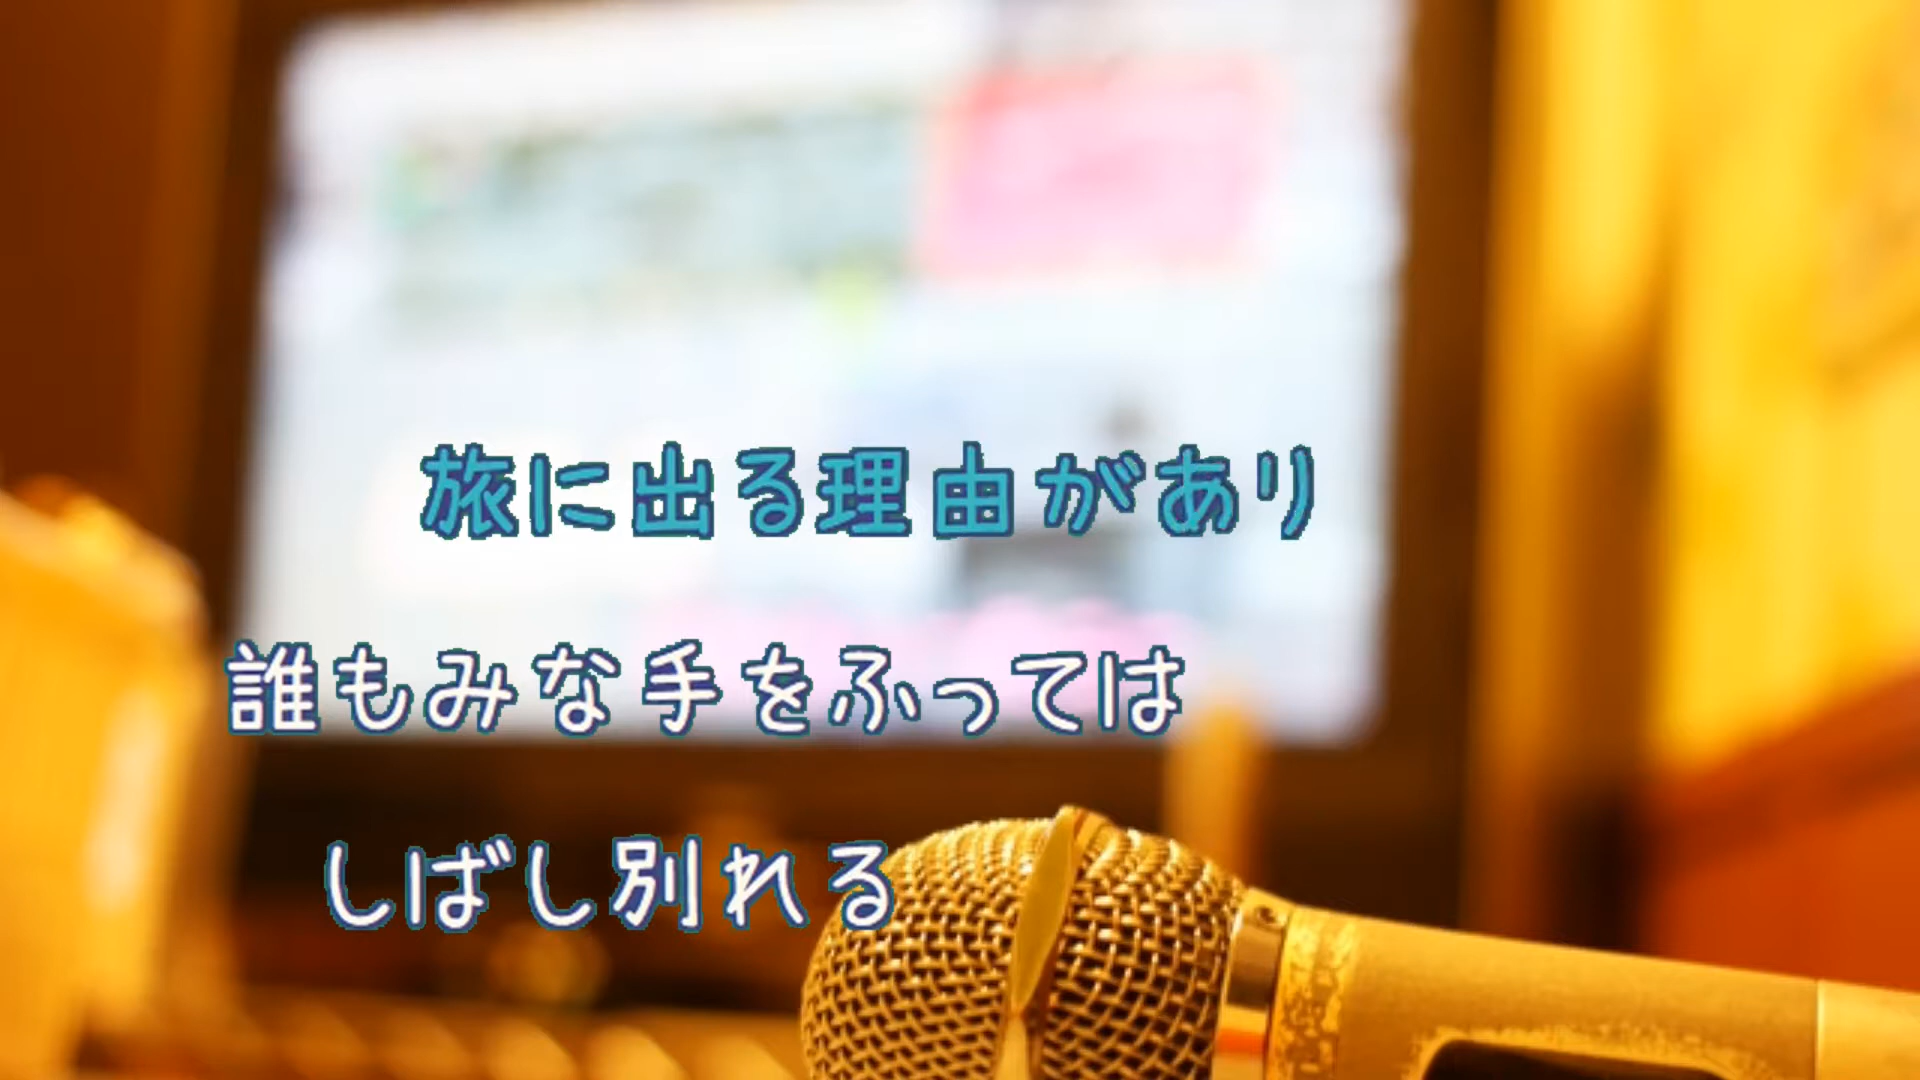 旅に出る理由があり
誰もみな手をふっては
しばし別れる